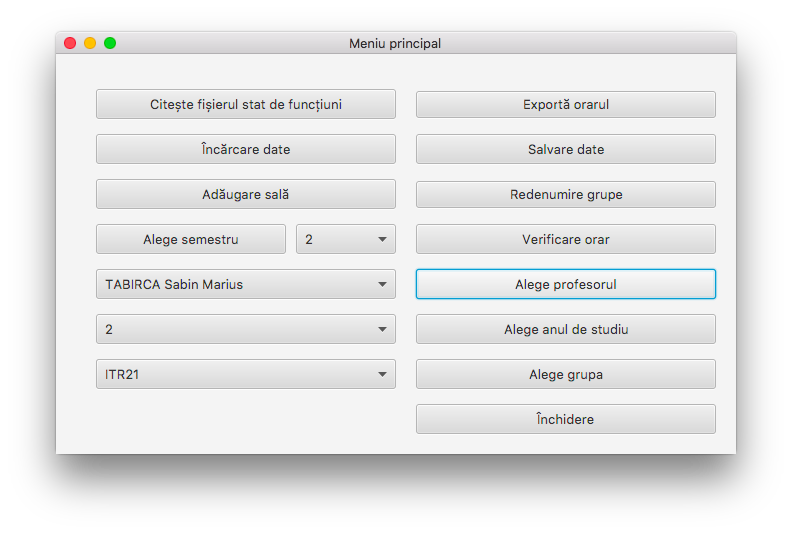 Meniu principal
Citește fișierul stat de funcțiuni
Exportă orarul
Încărcare date
Salvare date
Adăugare sală
Redenumire grupe
Alege semestru
2
Verificare orar
TABIRCA Sabin Marius
Alege profesorul
2
Alege anul de studiu
ITR21
Alege grupa
Închidere